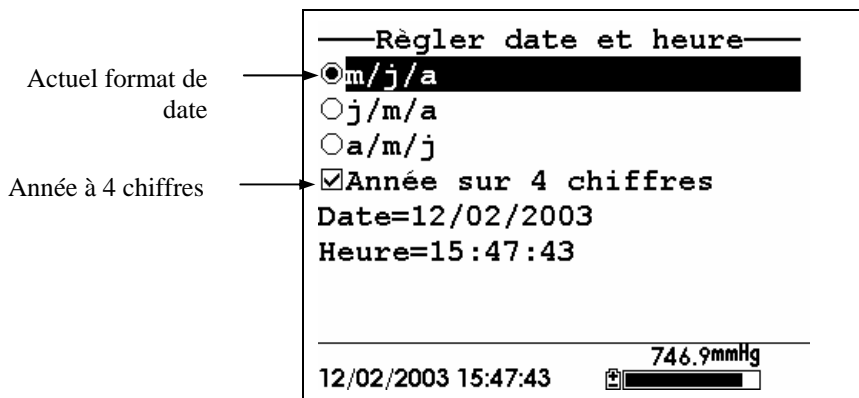 Règler date et heure
Actuel format de
date
m/j/a
j/m/a
a/m/j
Année à 4 chiffres
Année sur 4 chiffres
Date=12/02/2003
Heure=15:47:43
746.9mmHg
12/02/2003 15:47:43